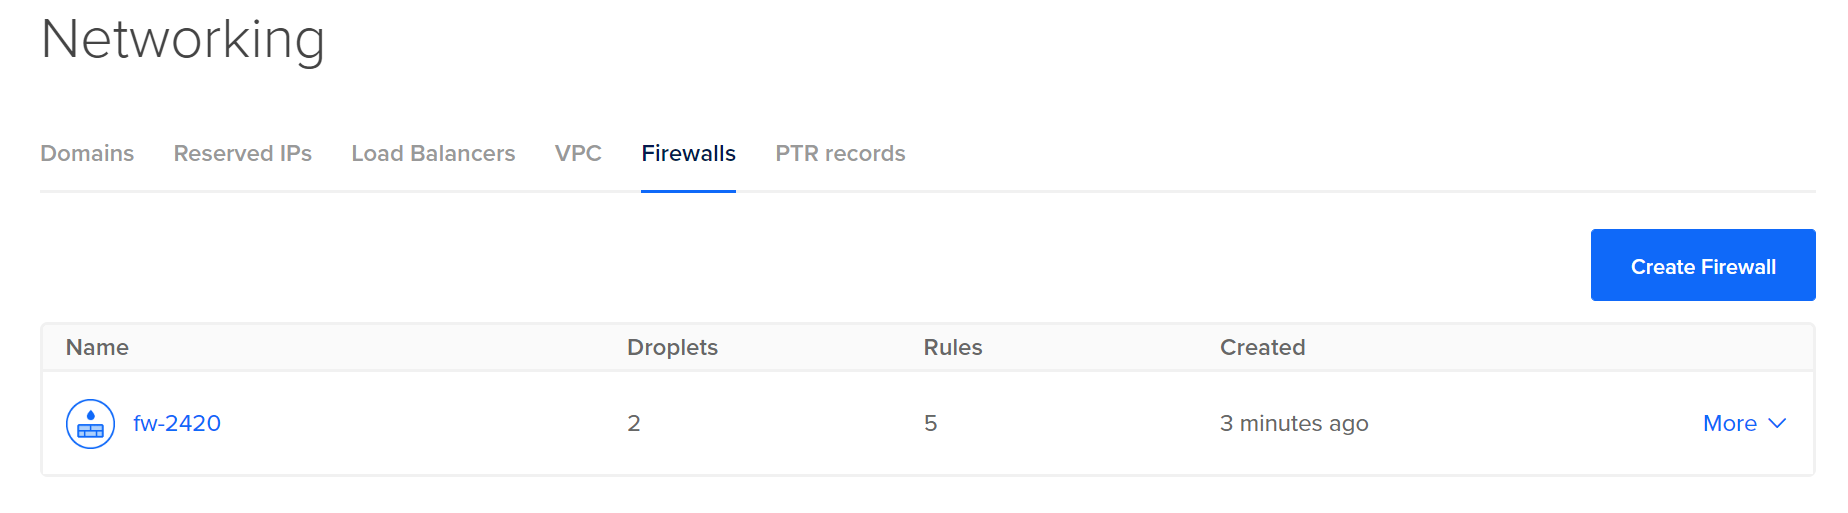 Networking
Domains Reserved IPs Load Balancers VPC Firewalls PTR records
Create Firewall
Name Droplets Rules Created
fw-2420 2 5 3 minutes ago More